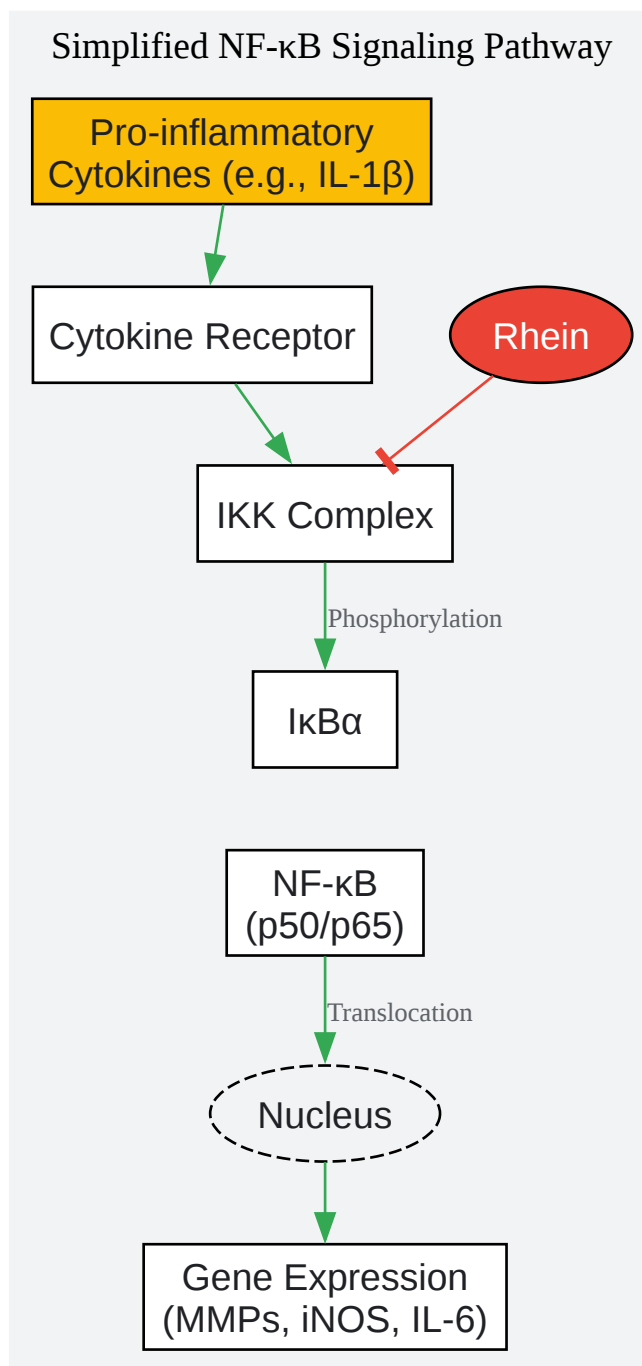 Simplified NF-κB Signaling Pathway
Pro-inflammatory
Cytokines (e.g., IL-1β)
Cytokine Receptor
Rhein
IKK Complex
Phosphorylation
IκBα
NF-κB
(p50/p65)
Translocation
Nucleus
Gene Expression
(MMPs, iNOS, IL-6)